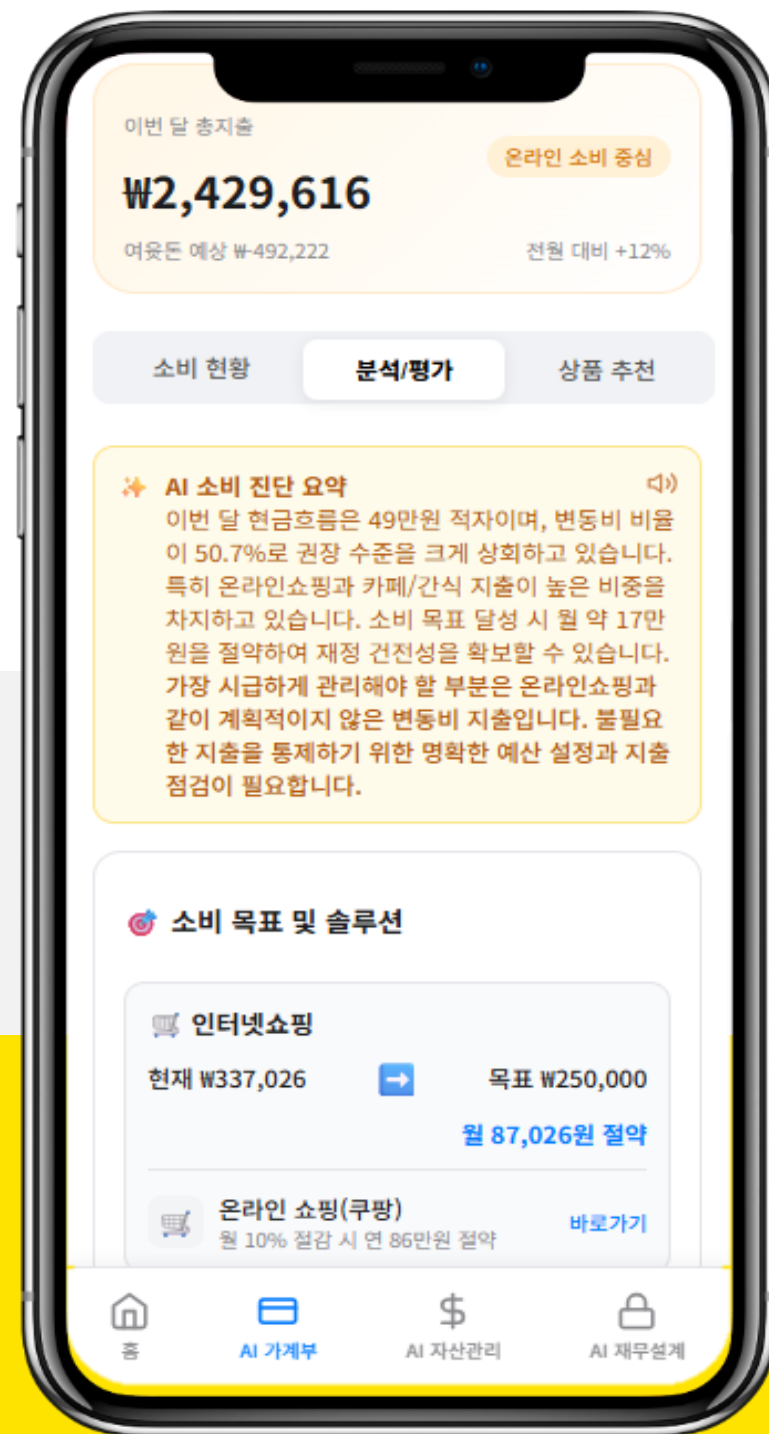 이번 달 총지출
온라인 소비 중심
₩2,429,616
여윳돈 예상 ₩-492,222
전월 대비 +12%
소비 현황
분석/평가
상품 추천
AI 소비 진단 요약
이번 달 현금흐름은 49만원 적자이며, 변동비 비율
이 50.7%로 권장 수준을 크게 상회하고 있습니다.
특히 온라인쇼핑과 카페/간식 지출이 높은 비중을
차지하고 있습니다. 소비 목표 달성 시 월 약 17만
원을 절약하여 재정 건전성을 확보할 수 있습니다.
가장 시급하게 관리해야 할 부분은 온라인쇼핑과
같이 계획적이지 않은 변동비 지출입니다. 불필요
한 지출을 통제하기 위한 명확한 예산 설정과 지출
점검이 필요합니다.
소비 목표 및 솔루션
인터넷쇼핑
현재 ₩337,026
목표 ₩250,000
월 87,026원 절약
온라인 쇼핑(쿠팡)
월 10% 절감 시 연 86만원 절약
바로가기
홈
AI 가계부
AI 자산관리
AI 재무설계